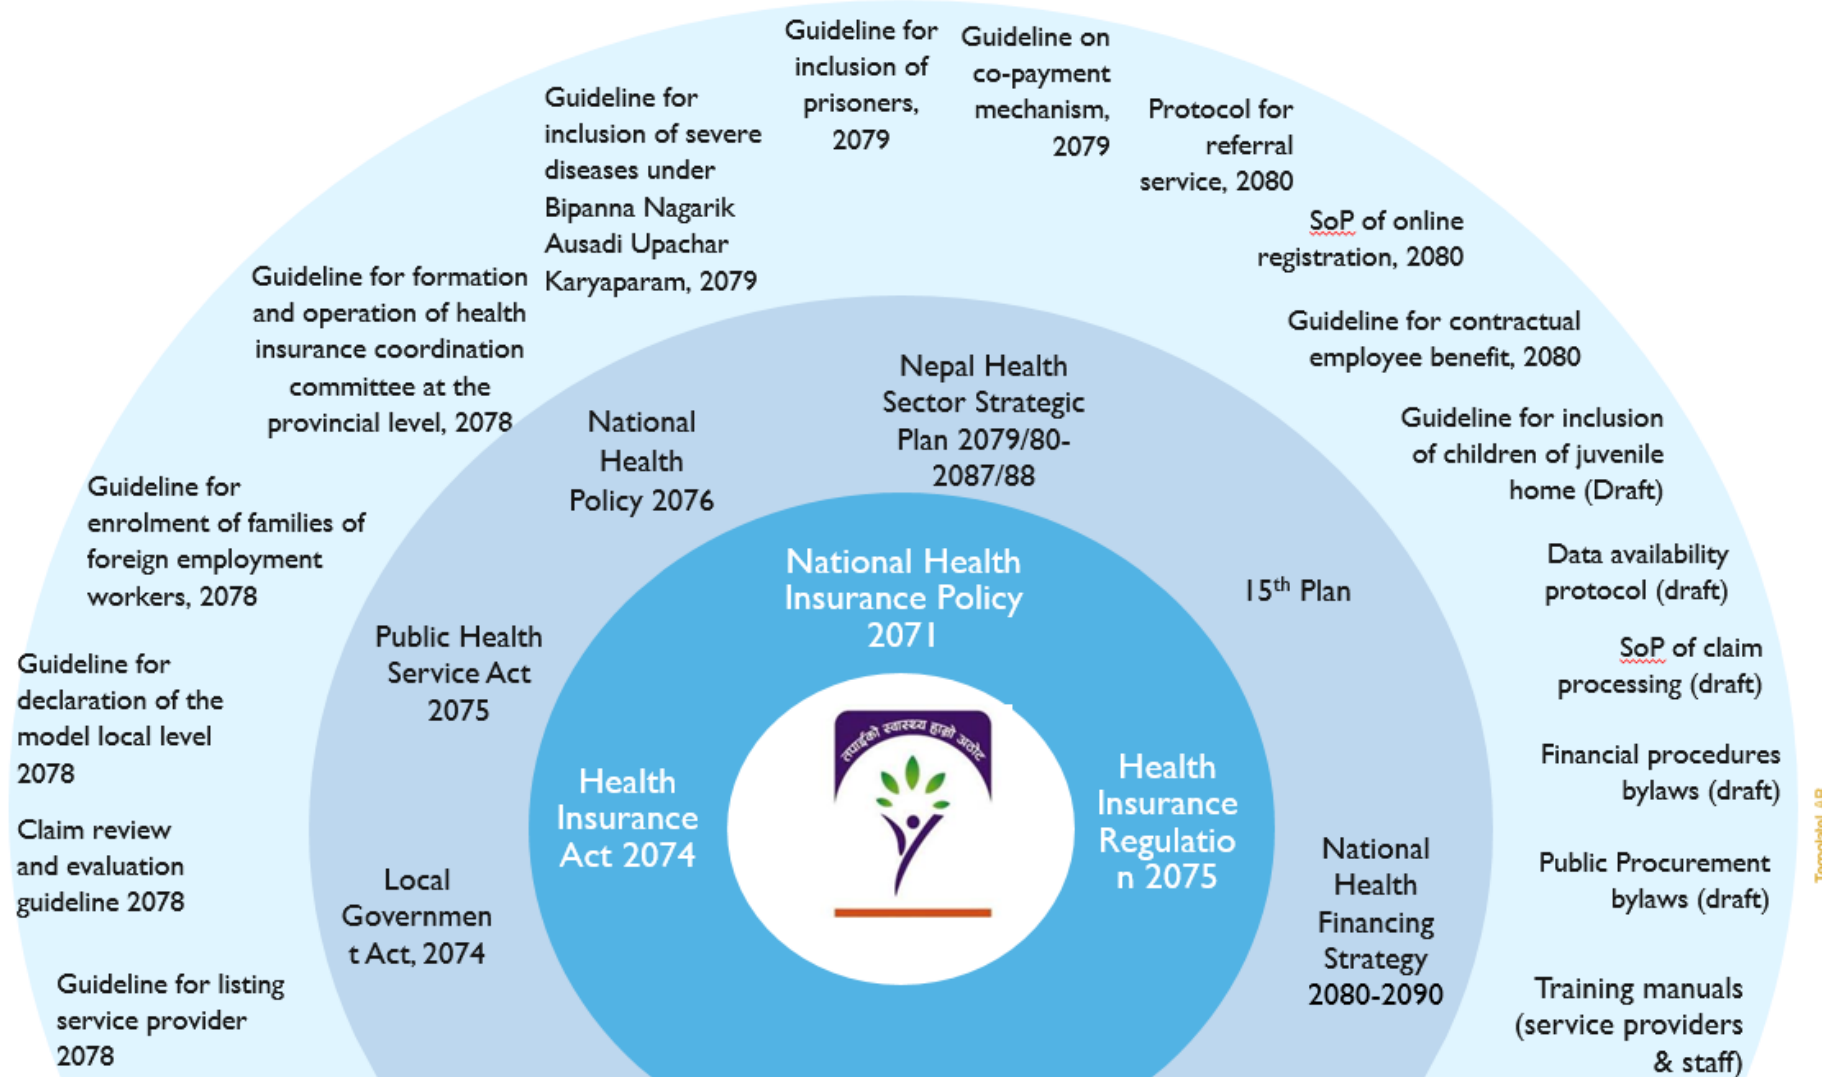 Guideline for
inclusion of
prisoners,
2079
Guideline on
co-payment
mechanism,
2079
Guideline for
inclusion of severe
diseases under
Bipanna Nagarik
Ausadi Upachar
Karyaparam, 2079
Protocol for
referral
service, 2080
SoP of online
registration, 2080
Guideline for formation
and operation of health
insurance coordination
committee at the
provincial level, 2078
Guideline for contractual
employee benefit, 2080
Nepal Health
Sector Strategic
Plan 2079/80-
2087/88
National
Health
Policy 2076
Guideline for inclusion
of children of juvenile
home (Draft)
Guideline for
enrolment of families of
foreign employment
workers, 2078
National Health
Insurance Policy
2071
15th Plan
Data availability
protocol (draft)
Public Health
Service Act
2075
SoP of claim
processing (draft)
Guideline for
declaration of the
model local level
2078
तपाईको स्वास्थ्य हाम्रो अठोट
Health
Insurance
Act 2074
Health
Insurance
Regulatio
n 2075
Financial procedures
bylaws (draft)
Claim review
and evaluation
guideline 2078
Local
Governmen
t Act, 2074
National
Health
Financing
Strategy
2080-2090
Public Procurement
bylaws (draft)
Guideline for listing
service provider
2078
Training manuals
(service providers
& staff)